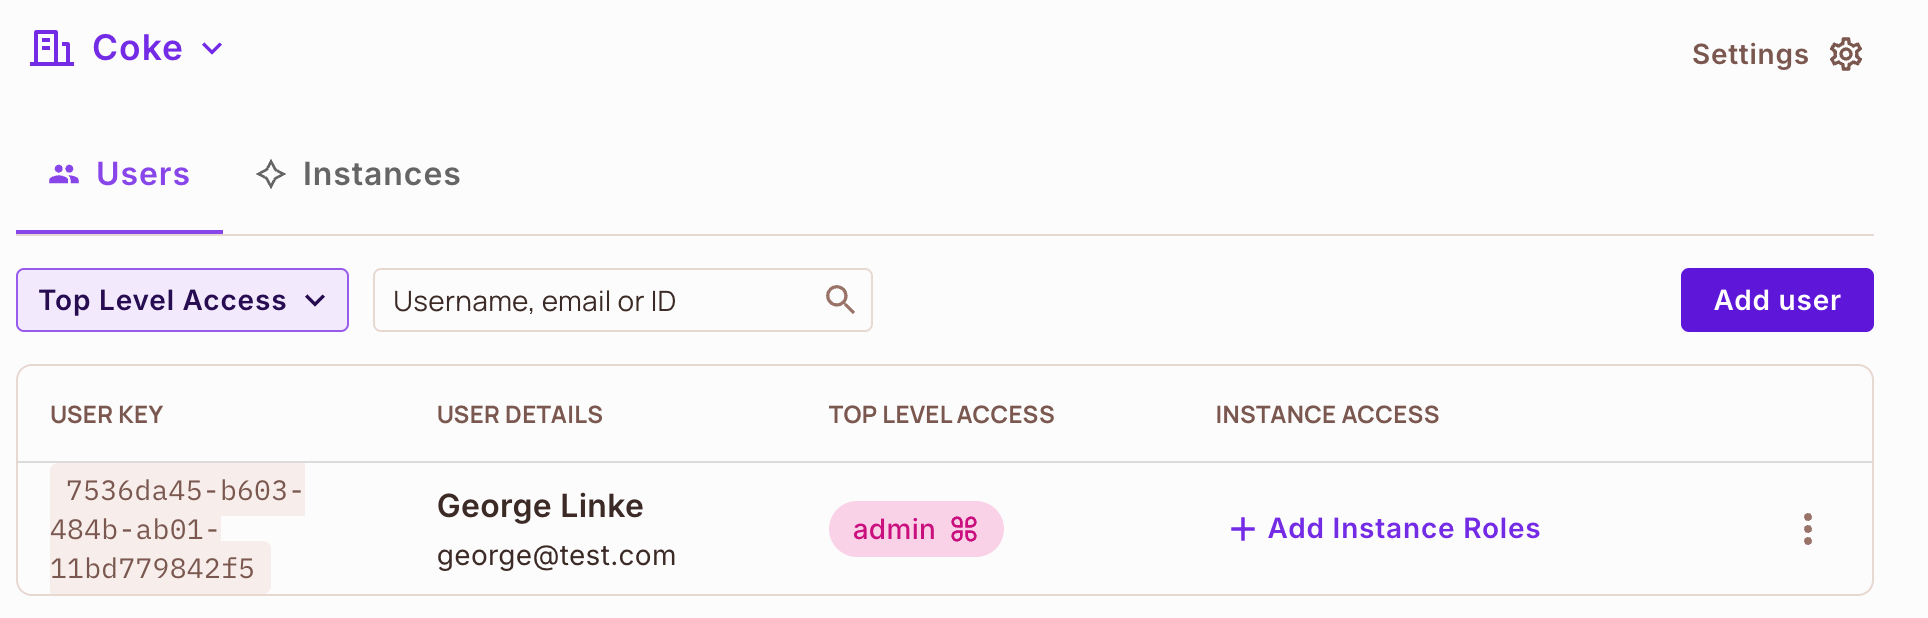 Coke
Settings
Users
Instances
Top Level Access
Username, email or ID
Add user
USER KEY
USER DETAILS
TOP LEVEL ACCESS
INSTANCE ACCESS
7536da45-b603-
484b-ab01-
11bd779842f5
George Linke
george@test.com
admin
Add Instance Roles